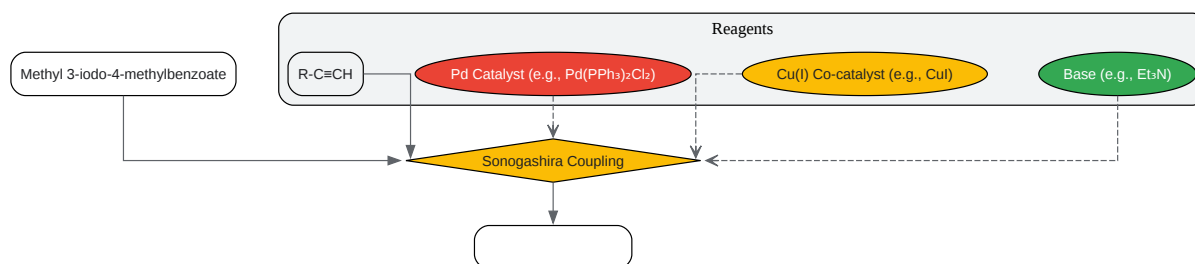 Reagents
Methyl 3-iodo-4-methylbenzoate
R-C≡CH
Pd Catalyst (e.g., Pd(PPh₃)₂Cl₂)
Cu(I) Co-catalyst (e.g., CuI)
Base (e.g., Et₃N)
Sonogashira Coupling